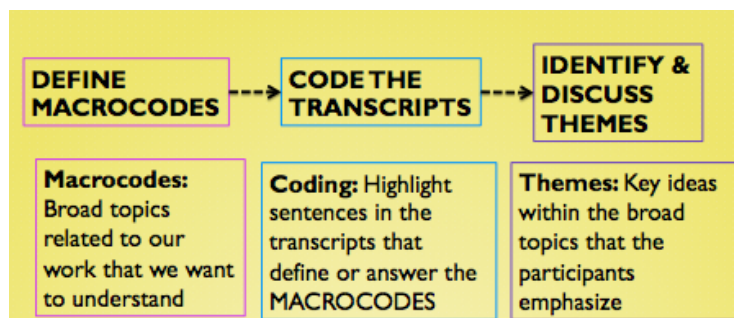 DEFINE
MACROCODES
CODE THE
TRANSCRIPTS
IDENTIFY &
DISCUSS
THEMES
Macrocodes:
Broad topics
related to our
work that we want
to understand
Coding: Highlight
sentences in the
transcripts that
define or answer the
MACROCODES
Themes: Key ideas
within the broad
topics that the
participants
emphasize